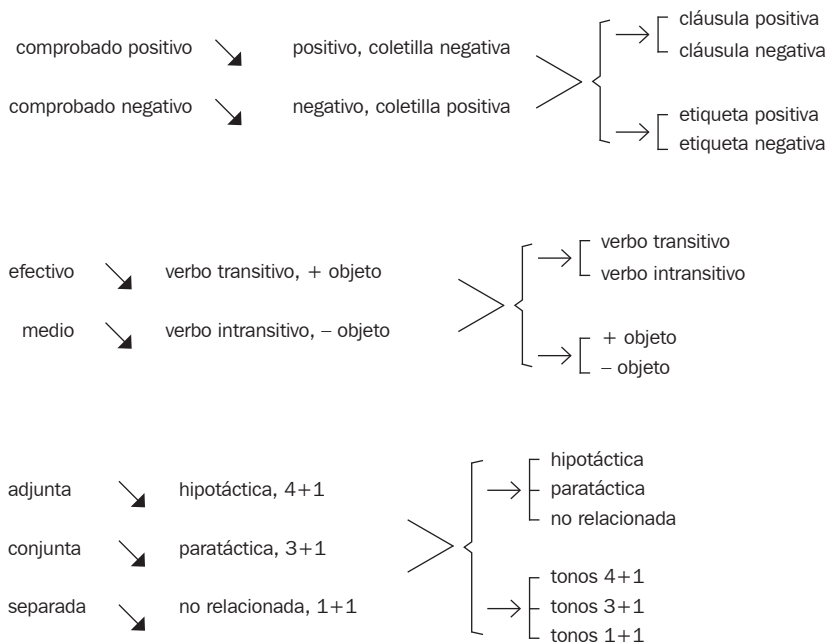 comprobado positivo positivo, coletilla negativa
comprobado negativo negativo, coletilla positiva
cláusula positiva
cláusula negativa
etiqueta positiva
etiqueta negativa
efectivo verbo transitivo, + objeto
medio verbo intransitivo, – objeto
verbo transitivo
verbo intransitivo
+ objeto
– objeto
adjunta hipotáctica, 4+1
conjunta paratáctica, 3+1
separada no relacionada, 1+1
hipotáctica
paratáctica
no relacionada
tonos 4+1
tonos 3+1
tonos 1+1